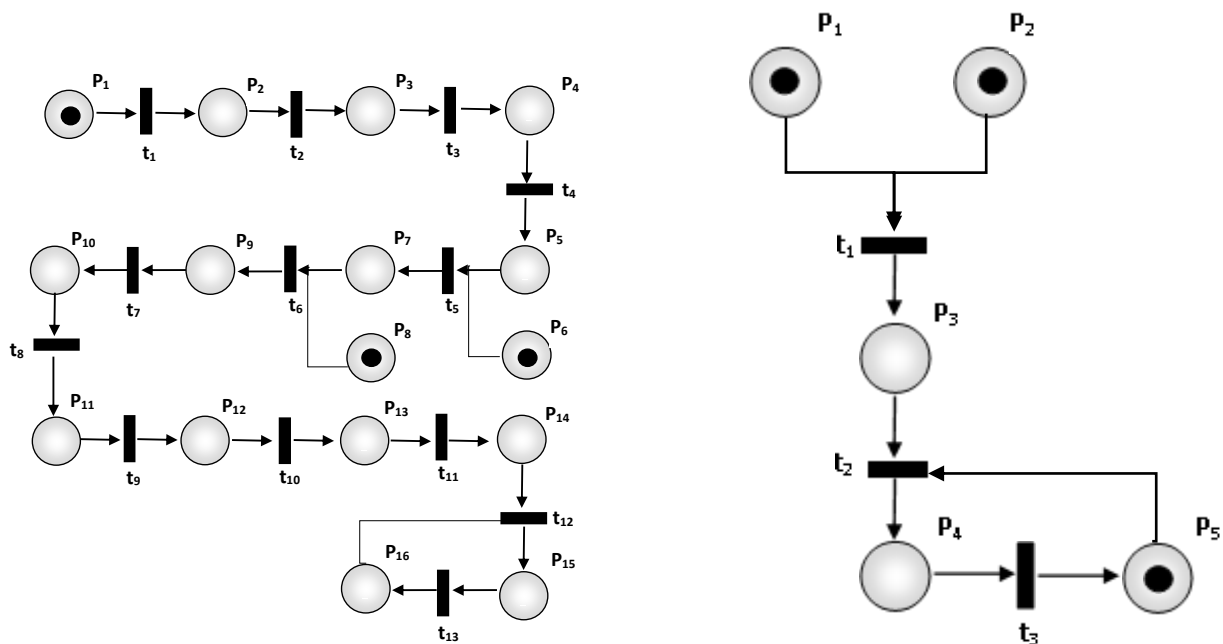 P₁ P₂ P₃ P₄
t₁ t₂ t₃
t₄
P₁₀ P₉ P₇ P₅
t₇ t₆ t₅
t₈ P₈ P₆
P₁₁ P₁₂ P₁₃ P₁₄
t₉ t₁₀ t₁₁
t₁₂
P₁₆ P₁₅
t₁₃
p₁ p₂
t₁
p₃
t₂
p₄ p₅
t₃